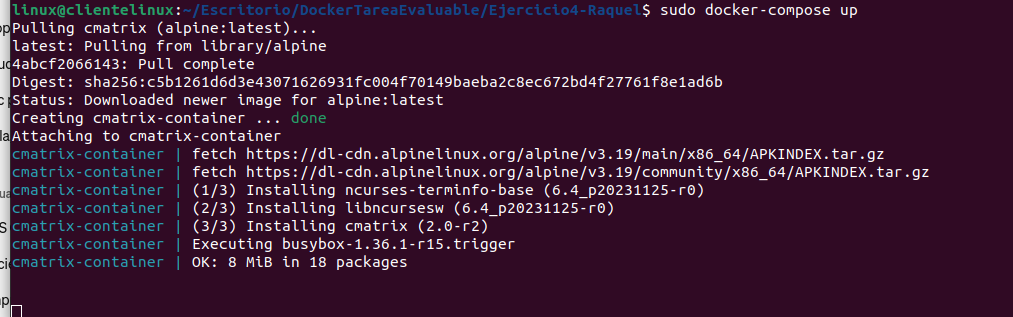 linux@clientelinux:~/Escritorio/DockerTareaEvaluable/Ejercicio4-Raquel$ sudo docker-compose up
Pulling cmatrix (alpine:latest)...
latest: Pulling from library/alpine
4abcf2066143: Pull complete
Digest: sha256:c5b1261d6d3e43071626931fc004f70149baeba2c8ec672bd4f27761f8e1ad6b
Status: Downloaded newer image for alpine:latest
Creating cmatrix-container ... done
Attaching to cmatrix-container
cmatrix-container | fetch https://dl-cdn.alpinelinux.org/alpine/v3.19/main/x86_64/APKINDEX.tar.gz
cmatrix-container | fetch https://dl-cdn.alpinelinux.org/alpine/v3.19/community/x86_64/APKINDEX.tar.gz
cmatrix-container | (1/3) Installing ncurses-terminfo-base (6.4_p20231125-r0)
cmatrix-container | (2/3) Installing libncursesw (6.4_p20231125-r0)
cmatrix-container | (3/3) Installing cmatrix (2.0-r2)
cmatrix-container | Executing busybox-1.36.1-r15.trigger
cmatrix-container | OK: 8 MiB in 18 packages